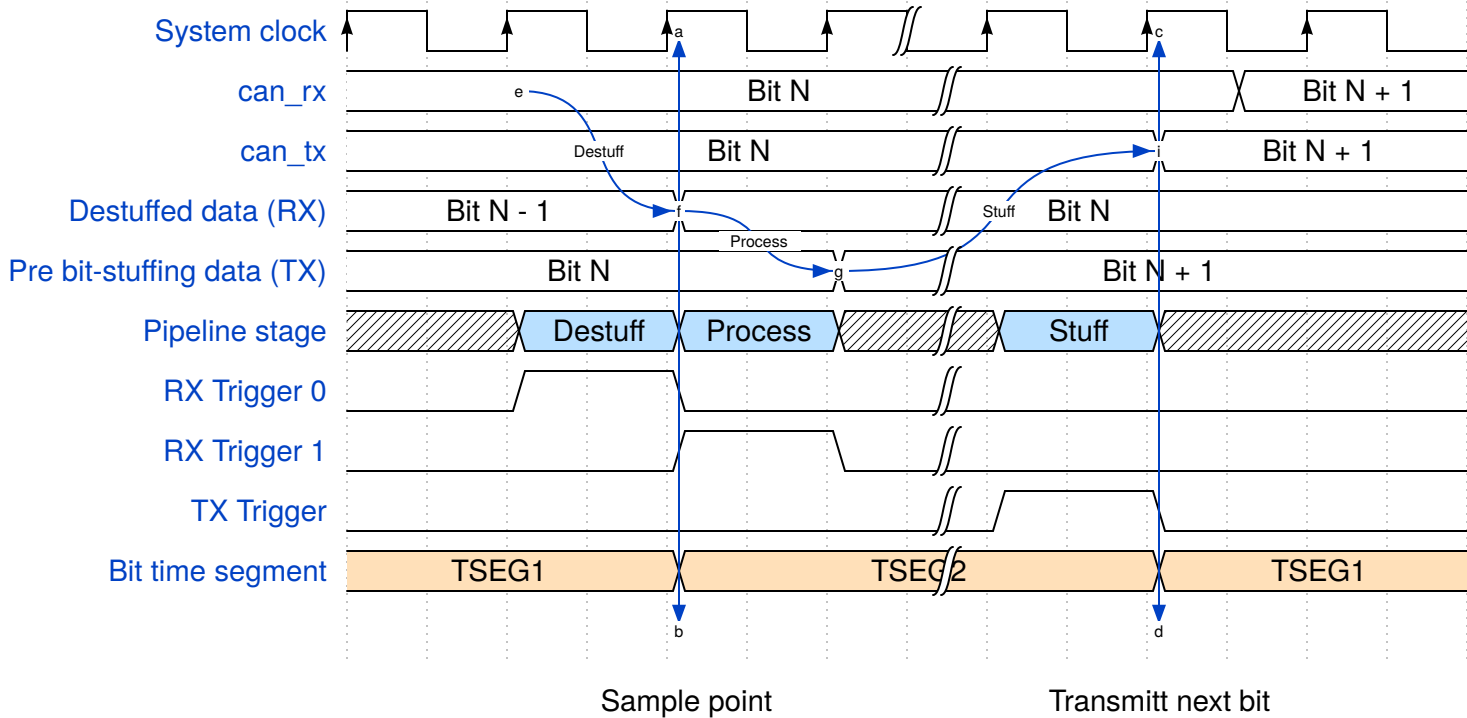 System clock a c
can_rx e Bit N Bit N + 1
can_tx Destuff Bit N i Bit N + 1
Destuffed data (RX) Bit N - 1 f Stuff Bit N
Process
Pre bit-stuffing data (TX) Bit N g Bit N + 1
Pipeline stage Destuff Process Stuff
RX Trigger 0
RX Trigger 1
TX Trigger
Bit time segment TSEG1 TSEG2 TSEG1
b d
Sample point Transmitt next bit